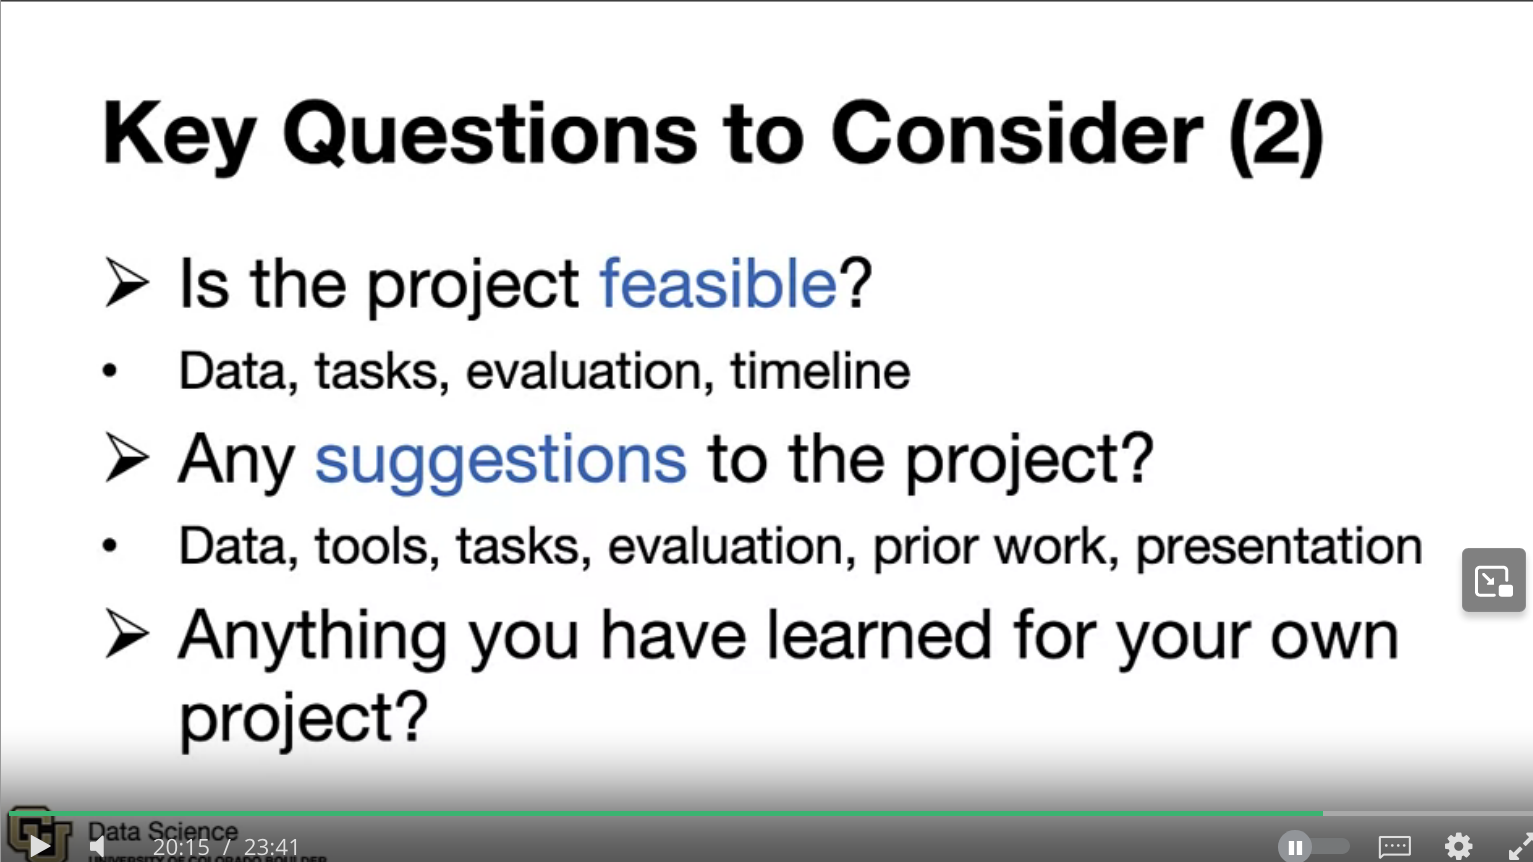 Key Questions to Consider (2)
➢ Is the project feasible?
• Data, tasks, evaluation, timeline
➢ Any suggestions to the project?
• Data, tools, tasks, evaluation, prior work, presentation
➢ Anything you have learned for your own
project?
Data Science
UNIVERSITY OF COLORADO BOULDER
20:15 / 23:41